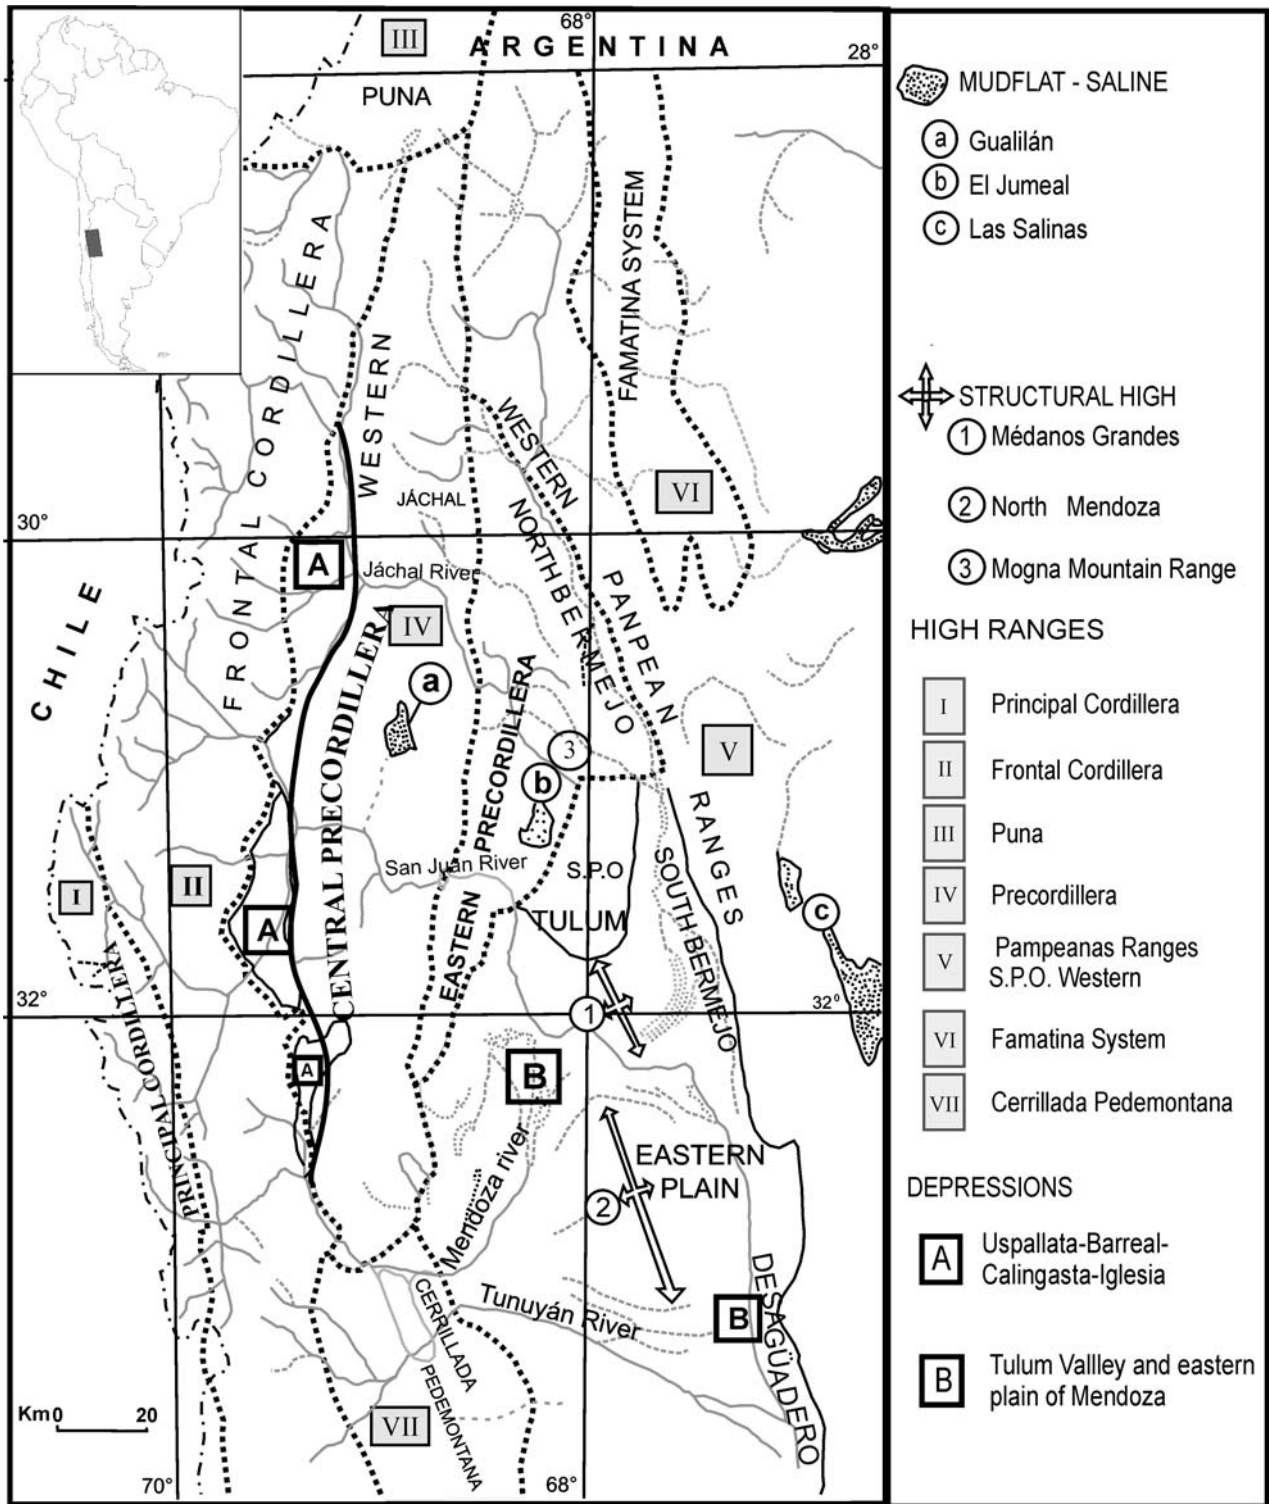 68°
III
ARGENTINA
28°
PUNA
FRONTAL CORDILLERA
WESTERN
FAMATINA SYSTEM
WESTERN
JÁCHAL
VI
30°
NORTH BERMEJO
A
Jáchal River
PANPEAN
CHILE
IV
CENTRAL PRECORDILLERA
a
PRECORDILLERA
3
V
b
RANGES
San Juan River
S.P.O
SOUTH BERMEJO
I
II
TULUM
c
A
EASTERN
PRINCIPAL CORDILLERA
32°
32°
1
A
B
Mendoza river
EASTERN
PLAIN
2
DESAGÜADERO
CERRILLADA
PEDEMONTANA
Tunuyán River
B
Km 0 20
VII
70°
68°
MUDFLAT - SALINE
a Gualilán
b El Jumeal
c Las Salinas
STRUCTURAL HIGH
1 Médanos Grandes
2 North Mendoza
3 Mogna Mountain Range
HIGH RANGES
I Principal Cordillera
II Frontal Cordillera
III Puna
IV Precordillera
V Pampeanas Ranges
S.P.O. Western
VI Famatina System
VII Cerrillada Pedemontana
DEPRESSIONS
A Uspallata-Barreal-
Calingasta-Iglesia
B Tulum Vallley and eastern
plain of Mendoza